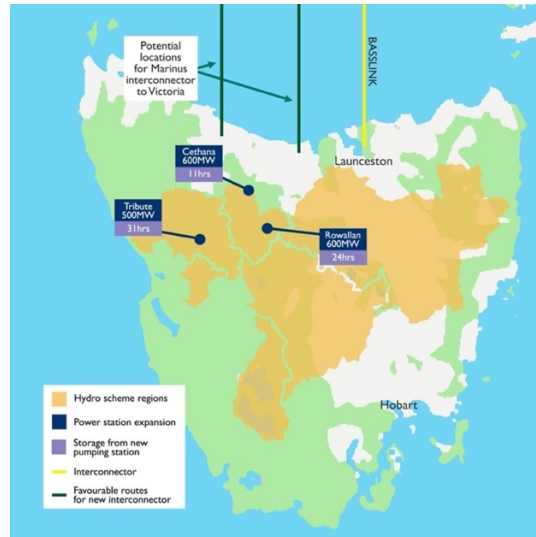 Potential
locations
for Marinus
interconnector
to Victoria
BASSLINK
Launceston
Cethana
600MW
11hrs
Tribute
500MW
31hrs
Rowallan
600MW
24hrs
Hobart
Hydro scheme regions
Power station expansion
Storage from new
pumping station
Interconnector
Favourable routes
for new interconnector